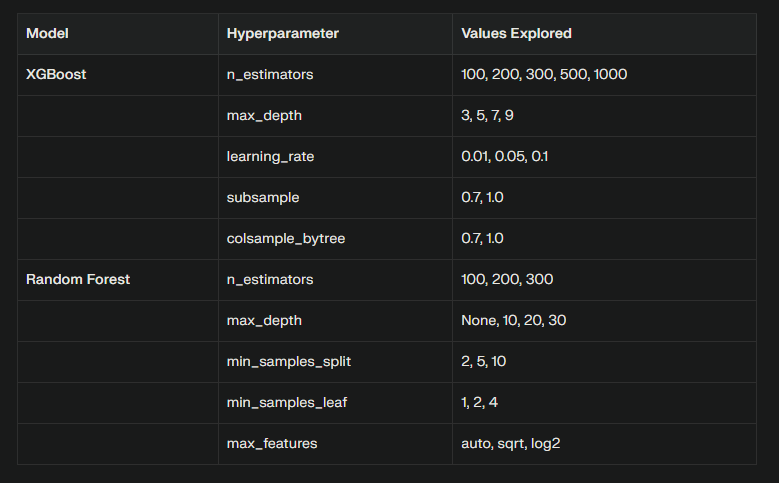 Model Hyperparameter Values Explored
XGBoost n_estimators 100, 200, 300, 500, 1000
max_depth 3, 5, 7, 9
learning_rate 0.01, 0.05, 0.1
subsample 0.7, 1.0
colsample_bytree 0.7, 1.0
Random Forest n_estimators 100, 200, 300
max_depth None, 10, 20, 30
min_samples_split 2, 5, 10
min_samples_leaf 1, 2, 4
max_features auto, sqrt, log2